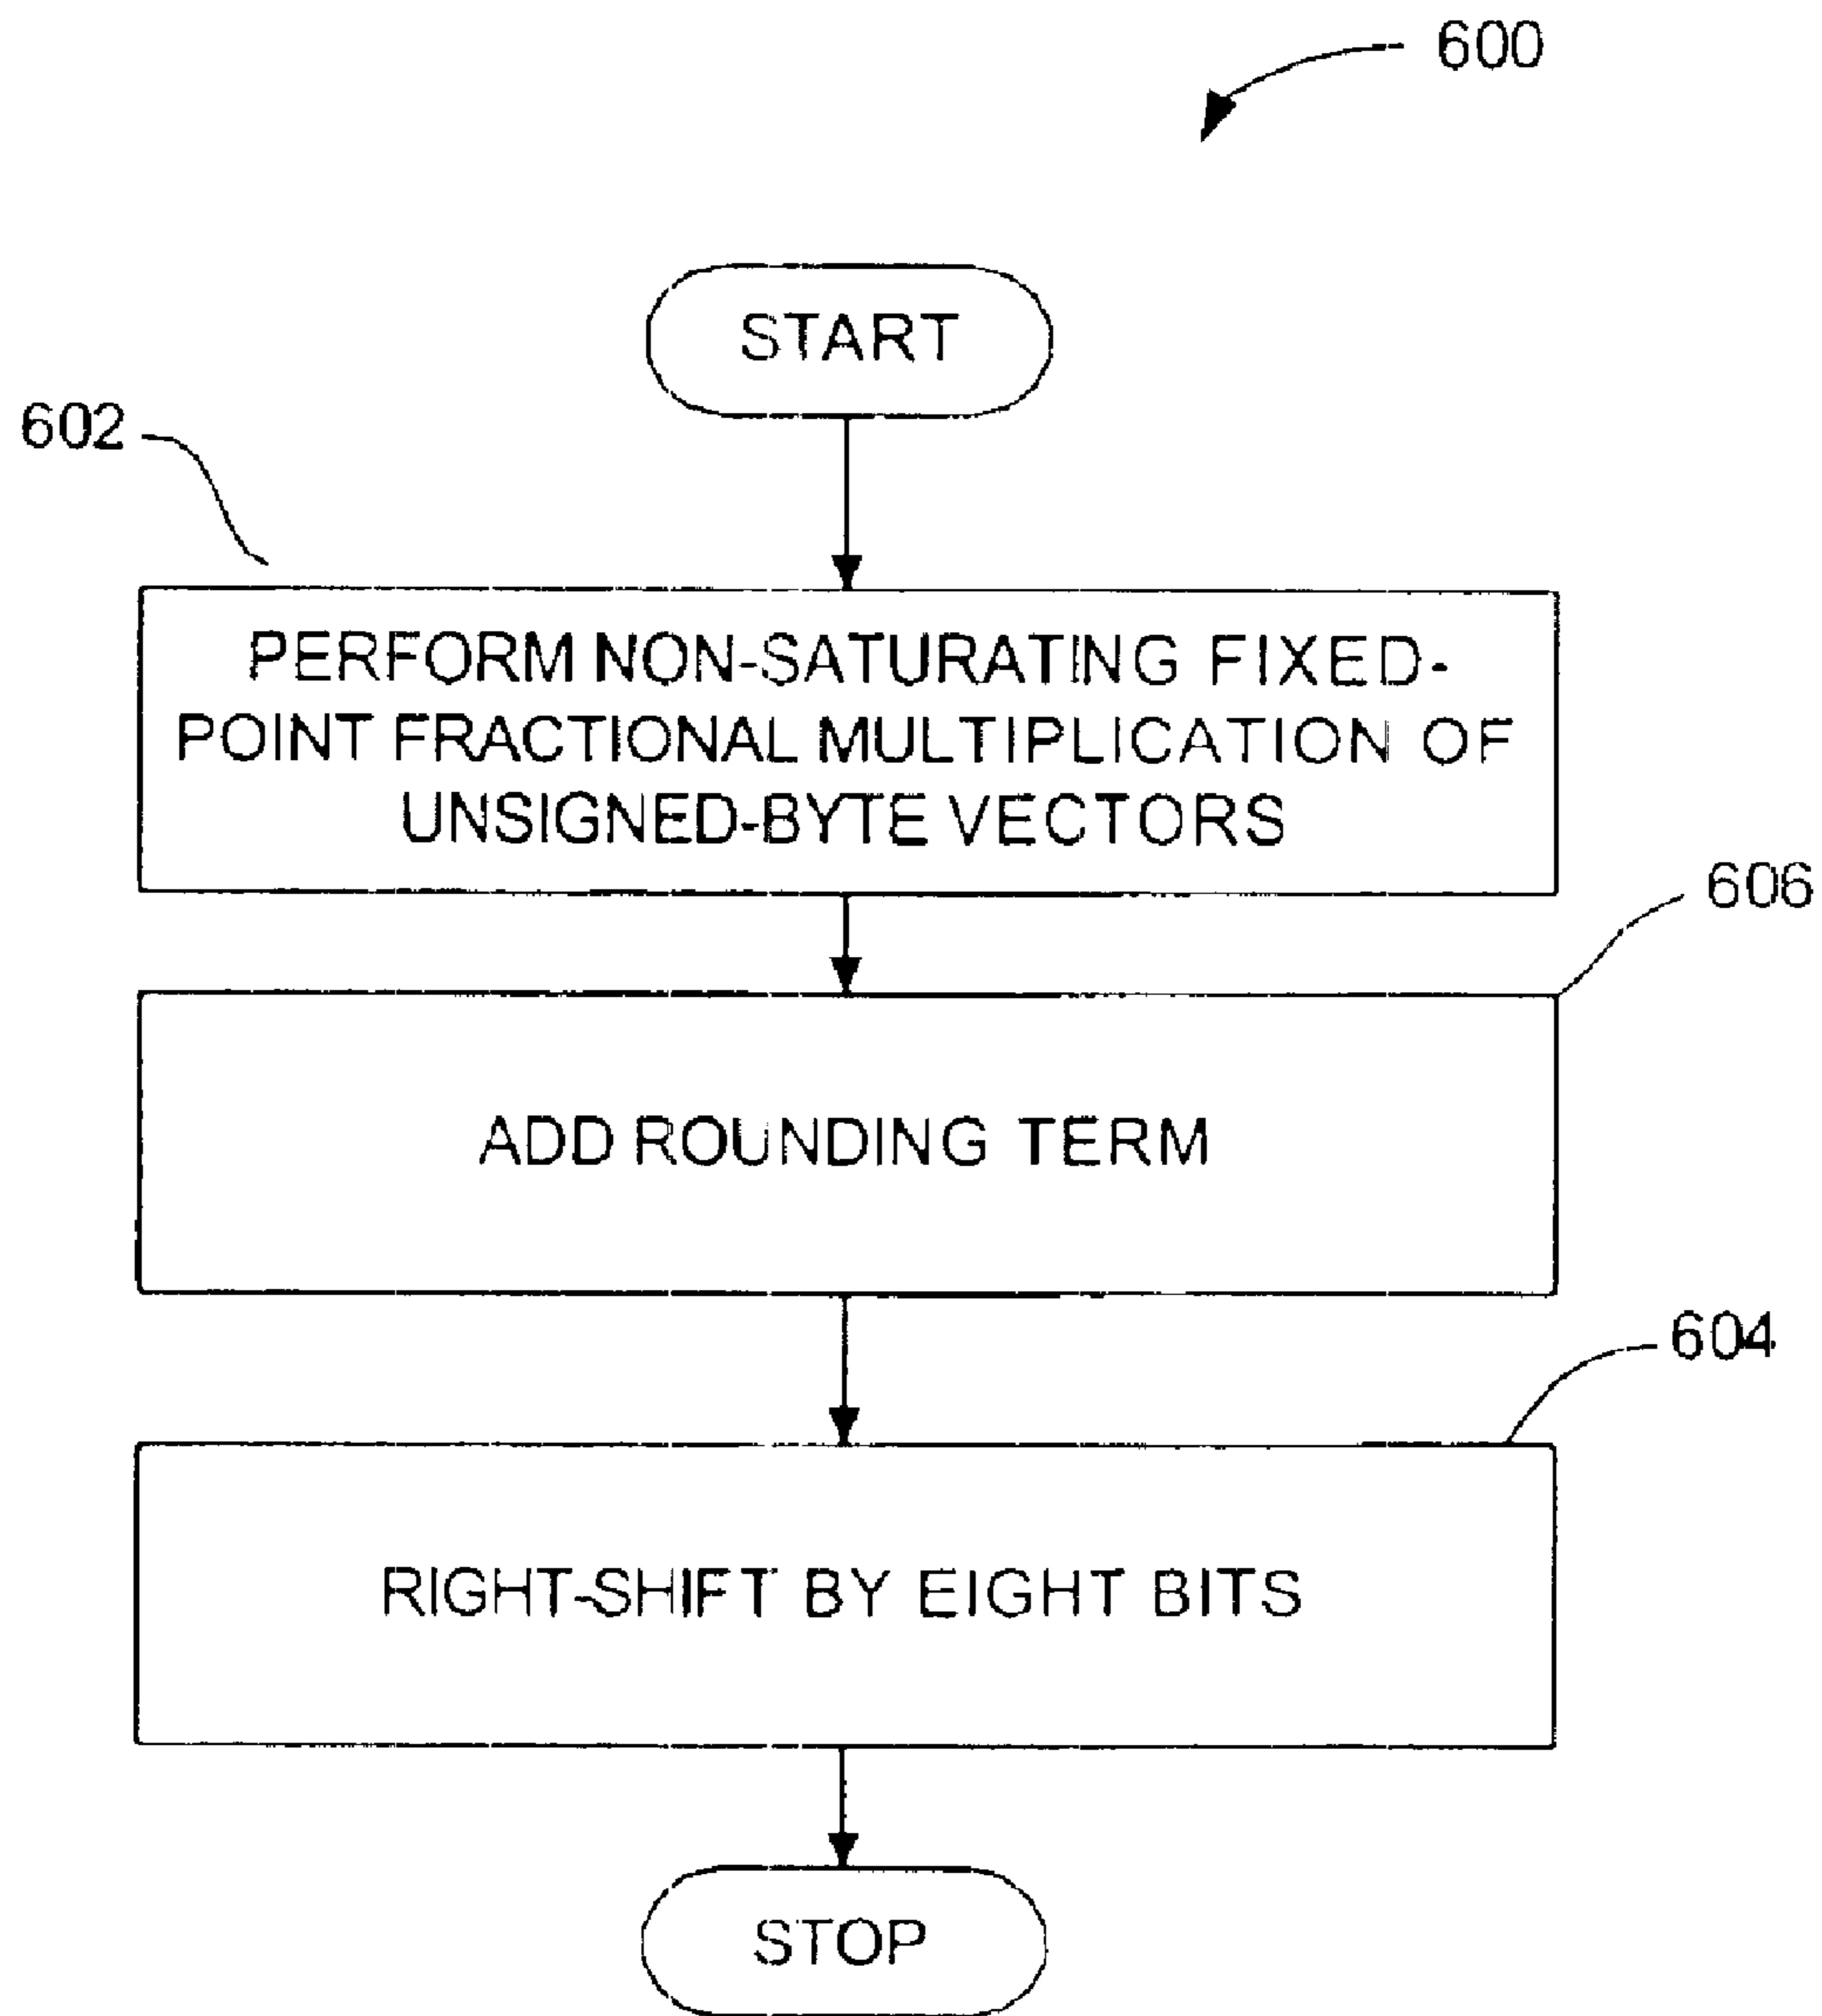 600
START
602
PERFORM NON-SATURATING FIXED-
POINT FRACTIONAL MULTIPLICATION OF
UNSIGNED-BYTE VECTORS
606
ADD ROUNDING TERM
604
RIGHT-SHIFT BY EIGHT BITS
STOP